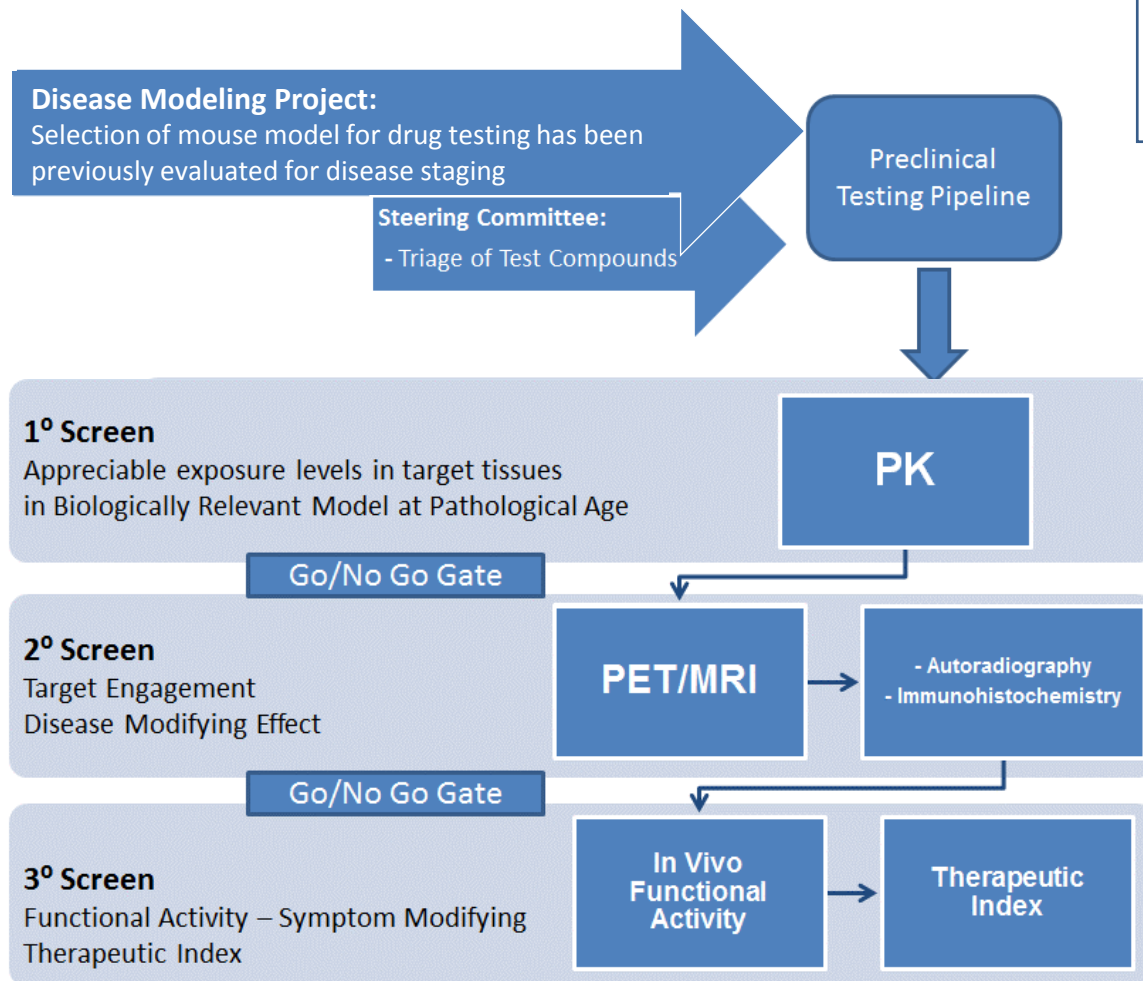 Disease Modeling Project:
Selection of mouse model for drug testing has been
previously evaluated for disease staging
Steering Committee:
- Triage of Test Compounds
Preclinical
Testing Pipeline
1º Screen
Appreciable exposure levels in target tissues
in Biologically Relevant Model at Pathological Age
PK
Go/No Go Gate
2º Screen
Target Engagement
Disease Modifying Effect
PET/MRI
- Autoradiography
- Immunohistochemistry
Go/No Go Gate
3º Screen
Functional Activity – Symptom Modifying
Therapeutic Index
In Vivo
Functional
Activity
Therapeutic
Index